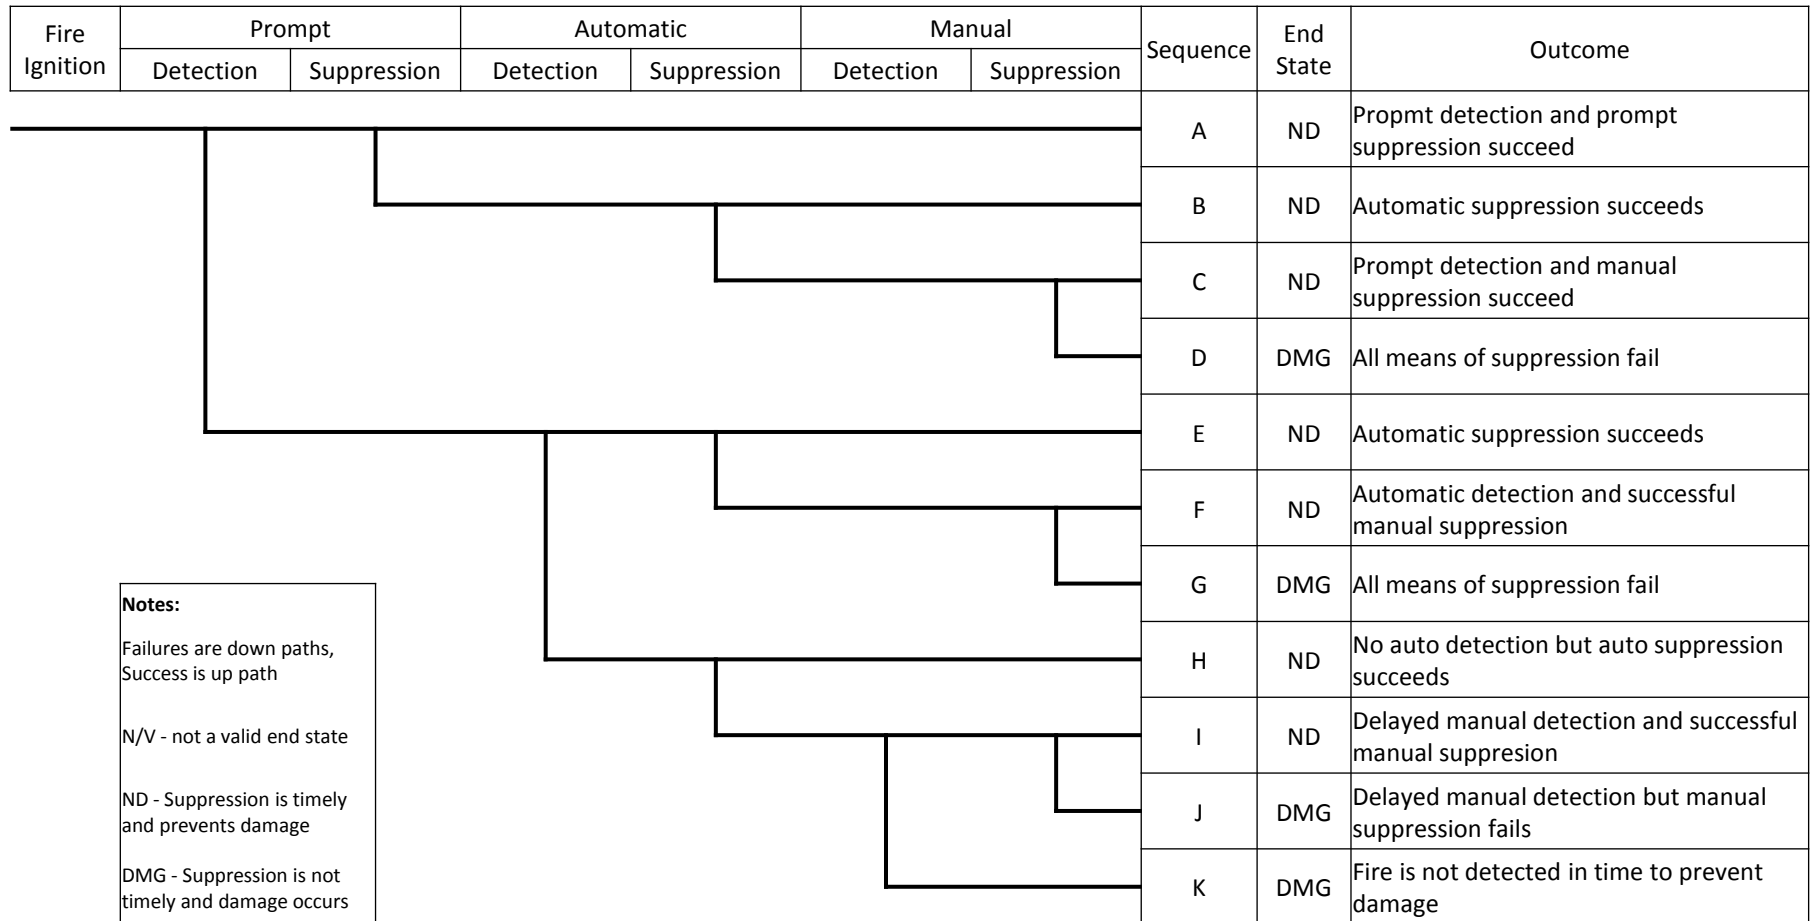 Fire
Ignition
Prompt
Automatic
Manual
Sequence
End
State
Outcome
Detection
Suppression
Detection
Suppression
Detection
Suppression
A
ND
Propmt detection and prompt
suppression succeed
B
ND
Automatic suppression succeeds
C
ND
Prompt detection and manual
suppression succeed
D
DMG
All means of suppression fail
E
ND
Automatic suppression succeeds
F
ND
Automatic detection and successful
manual suppression
G
DMG
All means of suppression fail
H
ND
No auto detection but auto suppression
succeeds
I
ND
Delayed manual detection and successful
manual suppresion
J
DMG
Delayed manual detection but manual
suppression fails
K
DMG
Fire is not detected in time to prevent
damage
Notes:
Failures are down paths,
Success is up path
N/V - not a valid end state
ND - Suppression is timely
and prevents damage
DMG - Suppression is not
timely and damage occurs